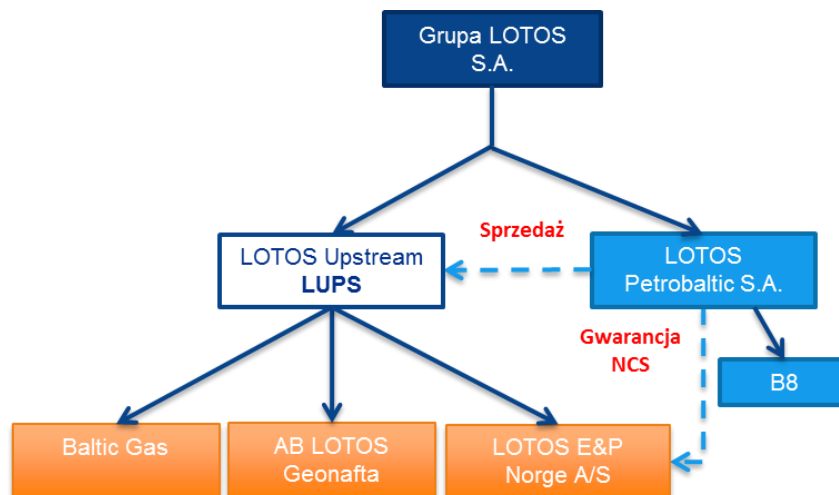 Grupa LOTOS
S.A.
Sprzedaż
LOTOS Upstream
LUPS
LOTOS
Petrobaltic S.A.
Gwarancja
NCS
B8
Baltic Gas
AB LOTOS
Geonafta
LOTOS E&P
Norge A/S